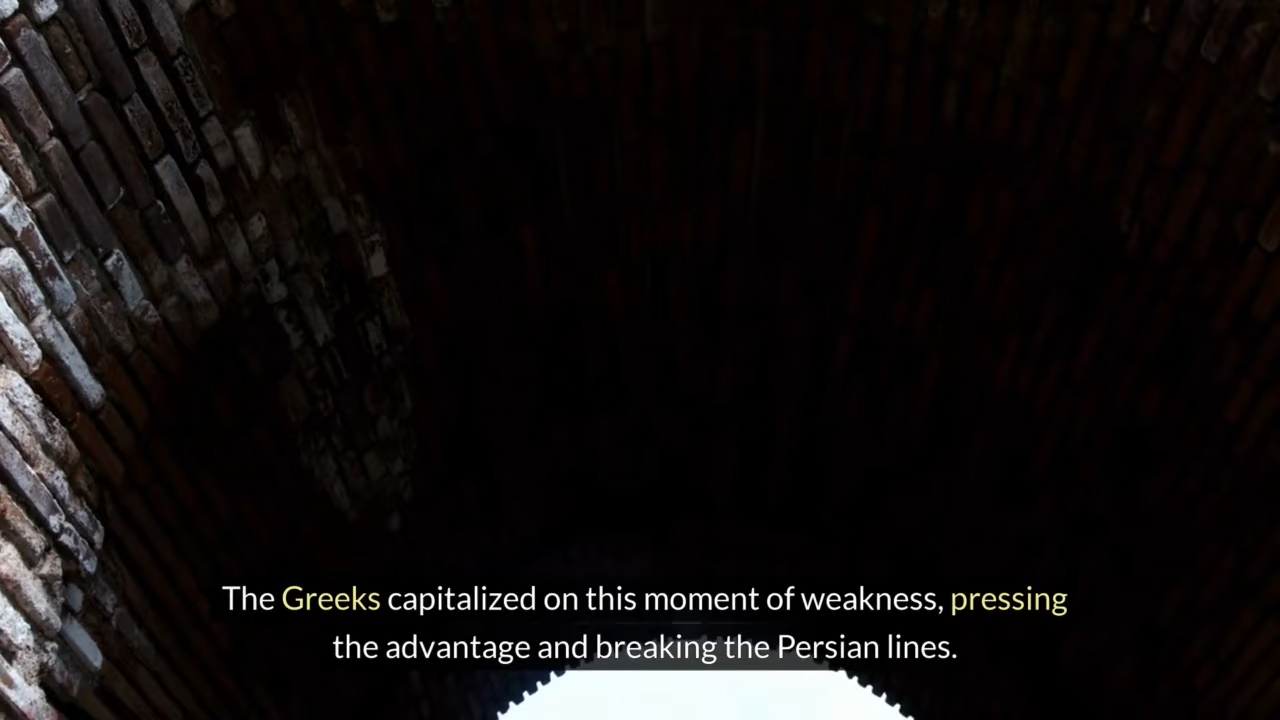 The Greeks capitalized on this moment of weakness, pressing
the advantage and breaking the Persian lines.